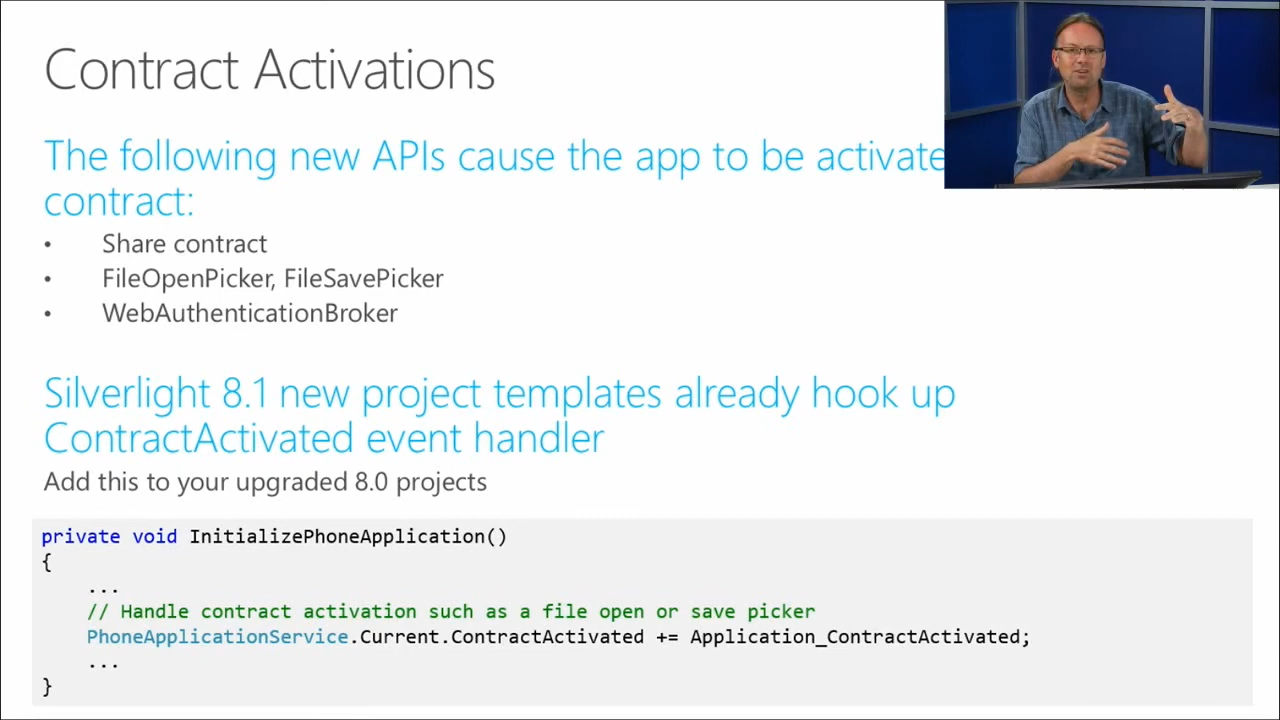 Contract Activations
The following new APIs cause the app to be activate
contract:
• Share contract
• FileOpenPicker, FileSavePicker
• WebAuthenticationBroker
Silverlight 8.1 new project templates already hook up
ContractActivated event handler
Add this to your upgraded 8.0 projects
private void InitializePhoneApplication()
{
...
// Handle contract activation such as a file open or save picker
PhoneApplicationService.Current.ContractActivated += Application_ContractActivated;
...
}